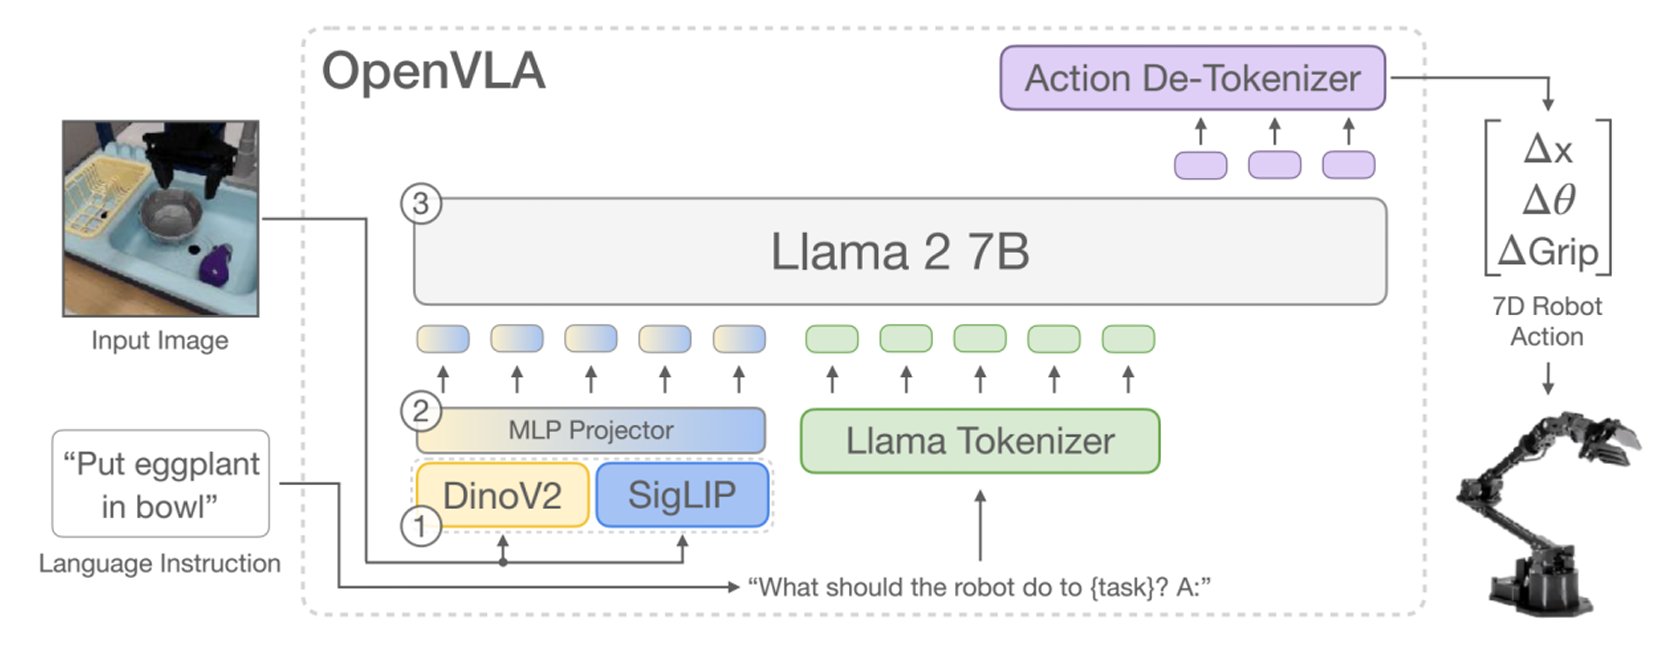 OpenVLA
Action De-Tokenizer
Δx
Δθ
ΔGrip
7D Robot
Action
3
Llama 2 7B
Input Image
2
MLP Projector
Llama Tokenizer
DinoV2
SigLIP
1
“Put eggplant
in bowl”
Language Instruction
“What should the robot do to {task}? A:”